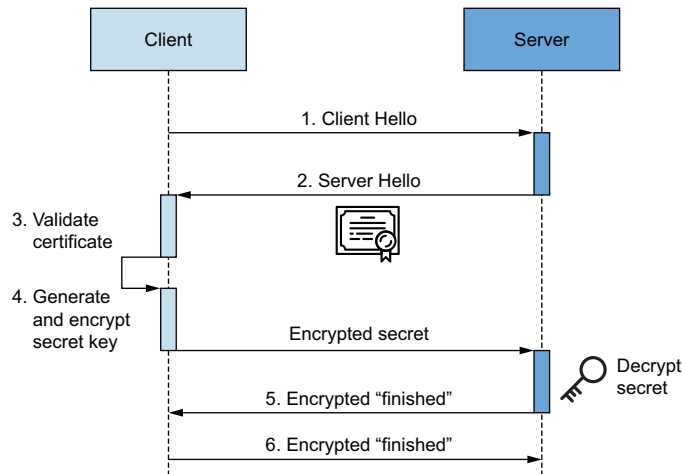 Client
Server
1. Client Hello
2. Server Hello
3. Validate
certificate
4. Generate
and encrypt
secret key
Encrypted secret
Decrypt
secret
5. Encrypted “finished”
6. Encrypted “finished”